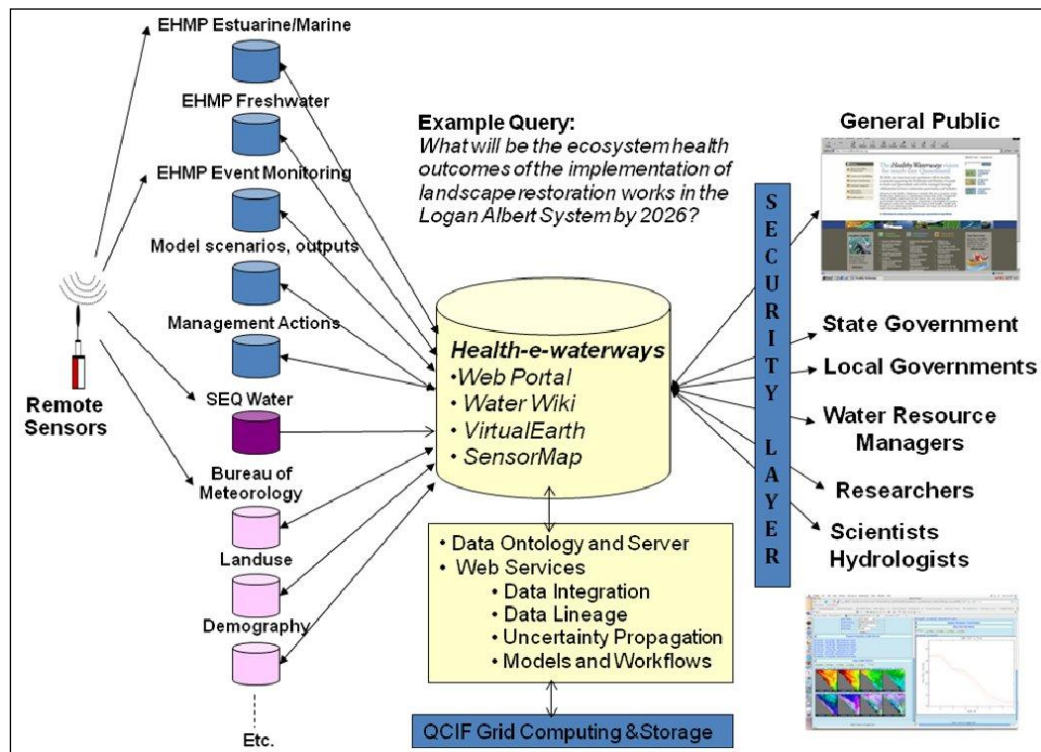 EHMP Estuarine/Marine
EHMP Freshwater
EHMP Event Monitoring
Model scenarios, outputs
Management Actions
SEQ Water
Bureau of
Meteorology
Landuse
Demography
Etc.
Remote
Sensors
Example Query:
What will be the ecosystem health
outcomes of the implementation of
landscape restoration works in the
Logan Albert System by 2026?
Health-e-waterways
•Web Portal
•Water Wiki
•VirtualEarth
•SensorMap
• Data Ontology and Server
• Web Services
• Data Integration
• Data Lineage
• Uncertainty Propagation
• Models and Workflows
QCIF Grid Computing &Storage
SECURITY LAYER
General Public
State Government
Local Governments
Water Resource
Managers
Researchers
Scientists
Hydrologists